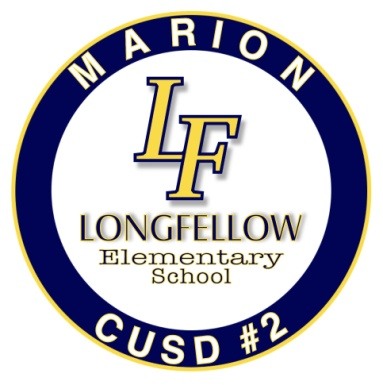 MARION
LF
LONGFELLOW
Elementary
School
CUSD #2